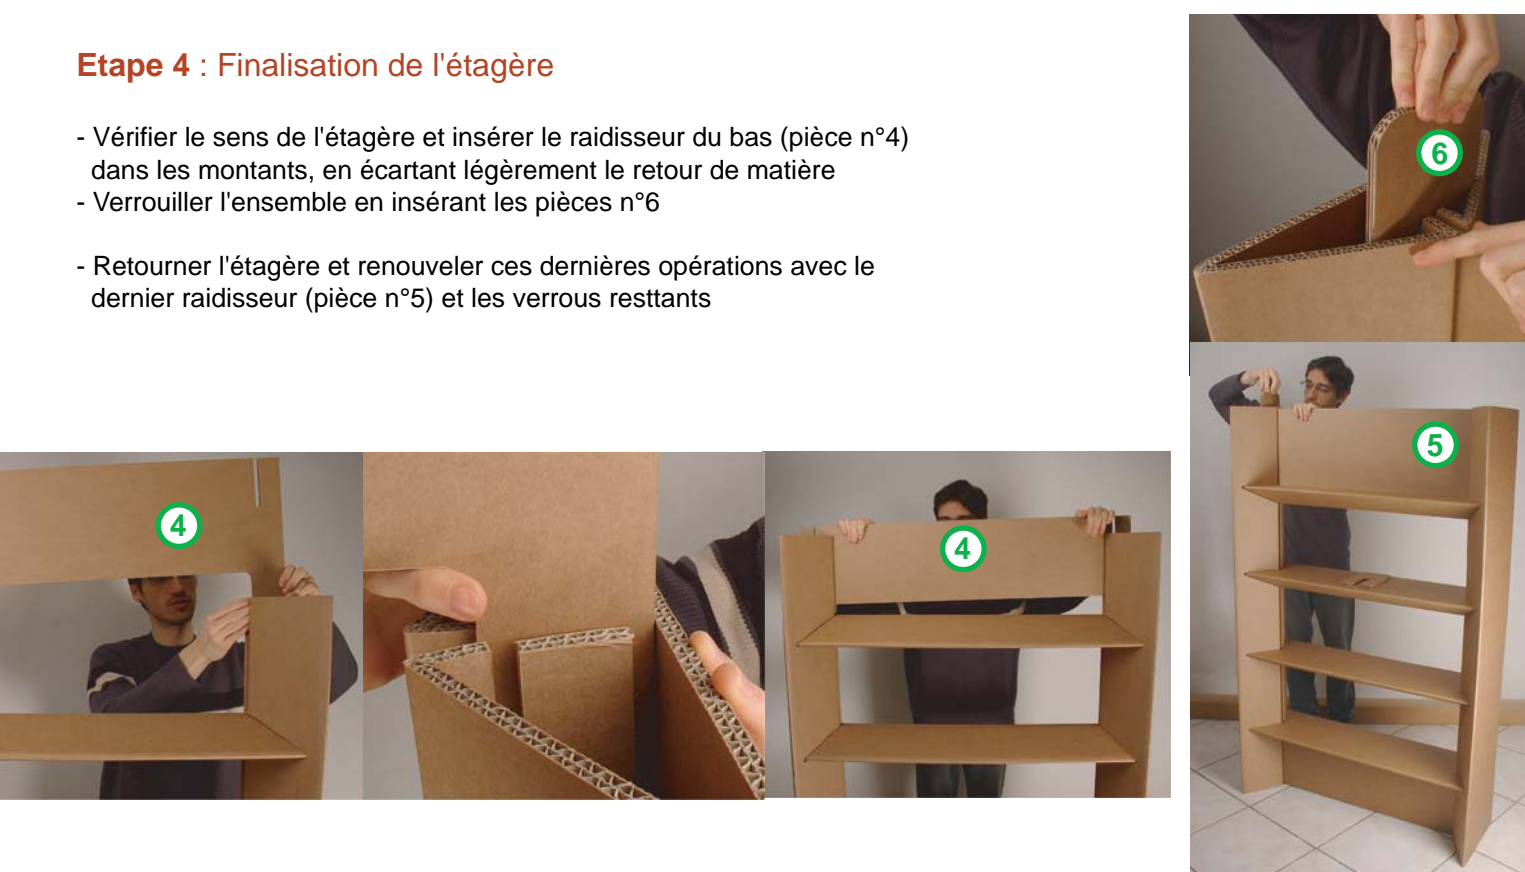 Etape 4 : Finalisation de l'étagère
- Vérifier le sens de l'étagère et insérer le raidisseur du bas (pièce n°4)
dans les montants, en écartant légèrement le retour de matière
- Verrouiller l'ensemble en insérant les pièces n°6
- Retourner l'étagère et renouveler ces dernières opérations avec le
dernier raidisseur (pièce n°5) et les verrous resttants
6
5
4
4